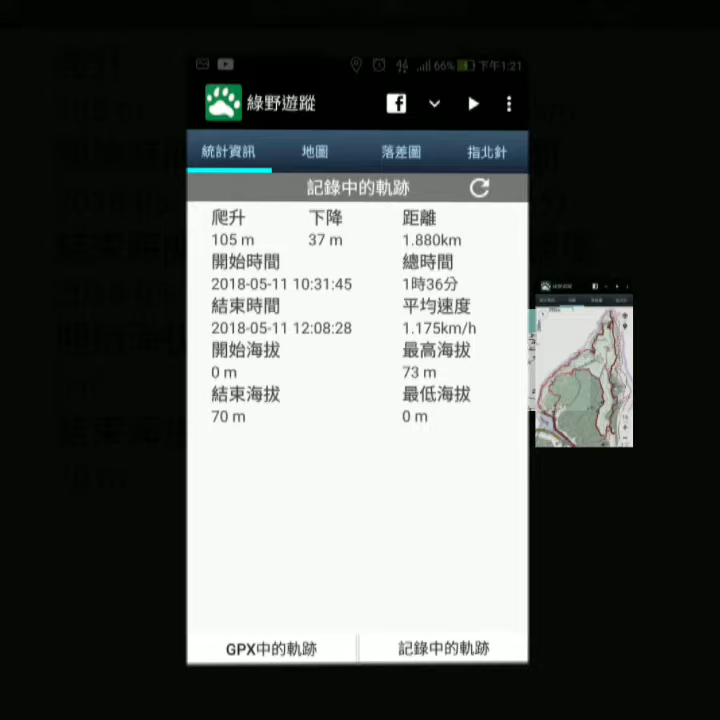 66% 下午1:21
綠野遊蹤
統計資訊 地圖 落差圖 指北針
記錄中的軌跡
爬升 下降 距離
105 m 37 m 1.880km
開始時間 總時間
2018-05-11 10:31:45 1時36分
結束時間 平均速度
2018-05-11 12:08:28 1.175km/h
開始海拔 最高海拔
0 m 73 m
結束海拔 最低海拔
70 m 0 m
GPX中的軌跡 記錄中的軌跡